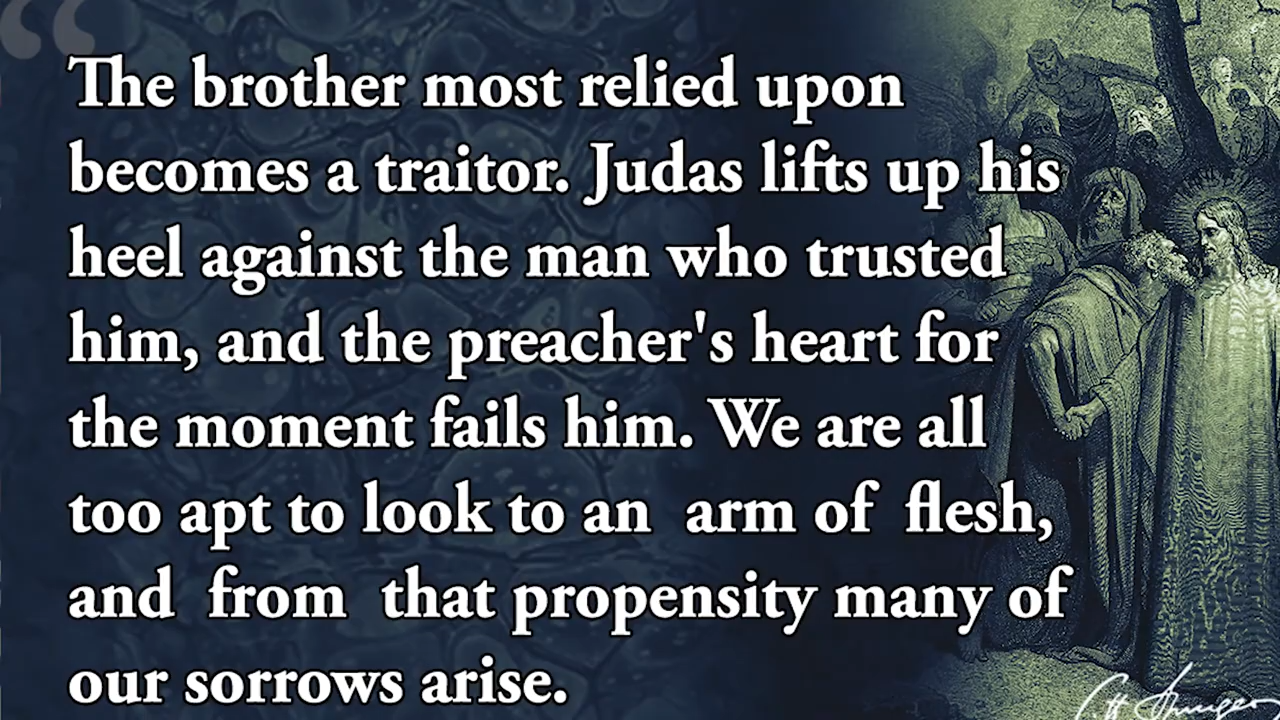 The brother most relied upon
becomes a traitor. Judas lifts up his
heel against the man who trusted
him, and the preacher's heart for
the moment fails him. We are all
too apt to look to an arm of flesh,
and from that propensity many of
our sorrows arise.